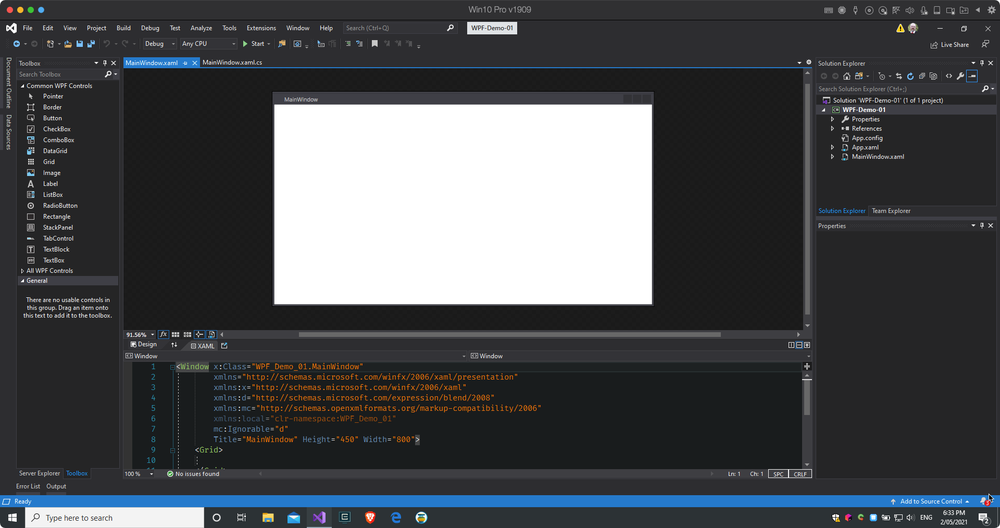 Win10 Pro v1909
File Edit View Project Build Debug Test Analyze Tools Extensions Window Help Search (Ctrl+Q) WPF-Demo-01
Debug Any CPU Start Live Share
Document Outline
Data Sources
Toolbox
Search Toolbox
Common WPF Controls
Pointer
Border
Button
CheckBox
ComboBox
DataGrid
Grid
Image
Label
ListBox
RadioButton
Rectangle
StackPanel
TabControl
TextBlock
TextBox
All WPF Controls
General
There are no usable controls in
this group. Drag an item onto
this text to add it to the toolbox.
Server Explorer Toolbox
MainWindow.xaml MainWindow.xaml.cs
MainWindow
91.56% fx
Design XAML
Window Window
1 <Window x:Class="WPF_Demo_01.MainWindow"
2 xmlns="http://schemas.microsoft.com/winfx/2006/xaml/presentation"
3 xmlns:x="http://schemas.microsoft.com/winfx/2006/xaml"
4 xmlns:d="http://schemas.microsoft.com/expression/blend/2008"
5 xmlns:mc="http://schemas.openxmlformats.org/markup-compatibility/2006"
6 xmlns:local="clr-namespace:WPF_Demo_01"
7 mc:Ignorable="d"
8 Title="MainWindow" Height="450" Width="800">
9 <Grid>
10
100 % No issues found Ln: 1 Ch: 1 SPC CRLF
Solution Explorer
Search Solution Explorer (Ctrl+;)
Solution 'WPF-Demo-01' (1 of 1 project)
C# WPF-Demo-01
Properties
References
App.config
App.xaml
MainWindow.xaml
Solution Explorer Team Explorer
Properties
Error List Output
Ready Add to Source Control 3
Type here to search ENG 6:33 PM
2/05/2021 2